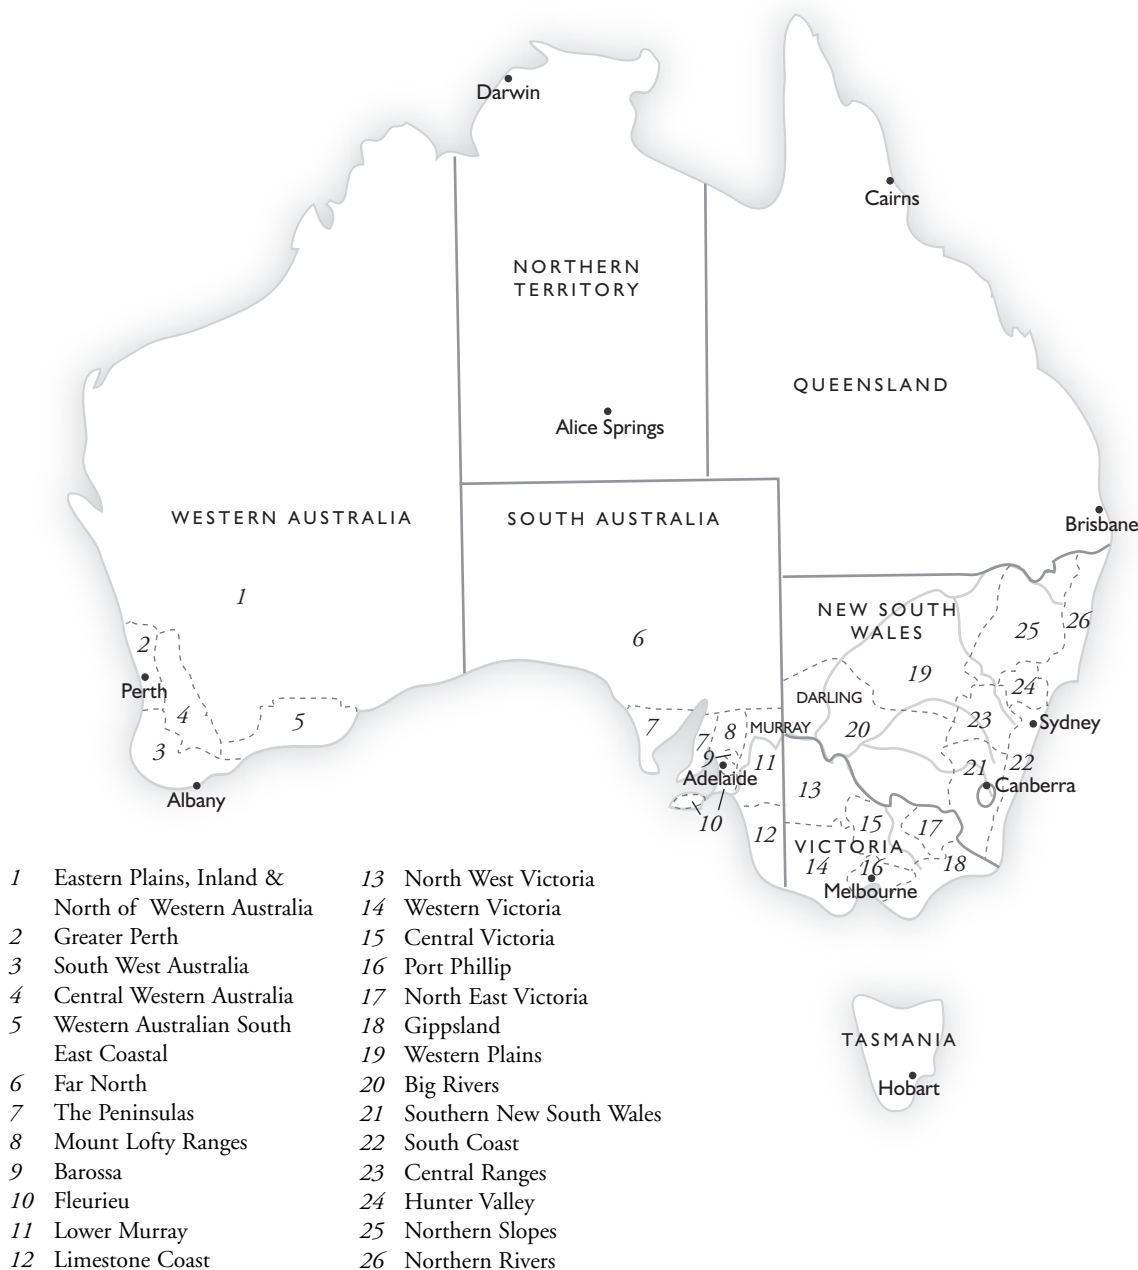 Darwin
Cairns
NORTHERN
TERRITORY
QUEENSLAND
Alice Springs
WESTERN AUSTRALIA
SOUTH AUSTRALIA
Brisbane
1
NEW SOUTH
WALES
26
25
6
2
19
24
Perth
DARLING
4
5
7
8
MURRAY
20
23
Sydney
3
7
9
11
21
22
Adelaide
Canberra
13
Albany
10
12
15
17
VICTORIA
14
16
18
Melbourne
1 Eastern Plains, Inland &
North of Western Australia
2 Greater Perth
3 South West Australia
4 Central Western Australia
5 Western Australian South
East Coastal
6 Far North
7 The Peninsulas
8 Mount Lofty Ranges
9 Barossa
10 Fleurieu
11 Lower Murray
12 Limestone Coast
13 North West Victoria
14 Western Victoria
15 Central Victoria
16 Port Phillip
17 North East Victoria
18 Gippsland
19 Western Plains
20 Big Rivers
21 Southern New South Wales
22 South Coast
23 Central Ranges
24 Hunter Valley
25 Northern Slopes
26 Northern Rivers
TASMANIA
Hobart